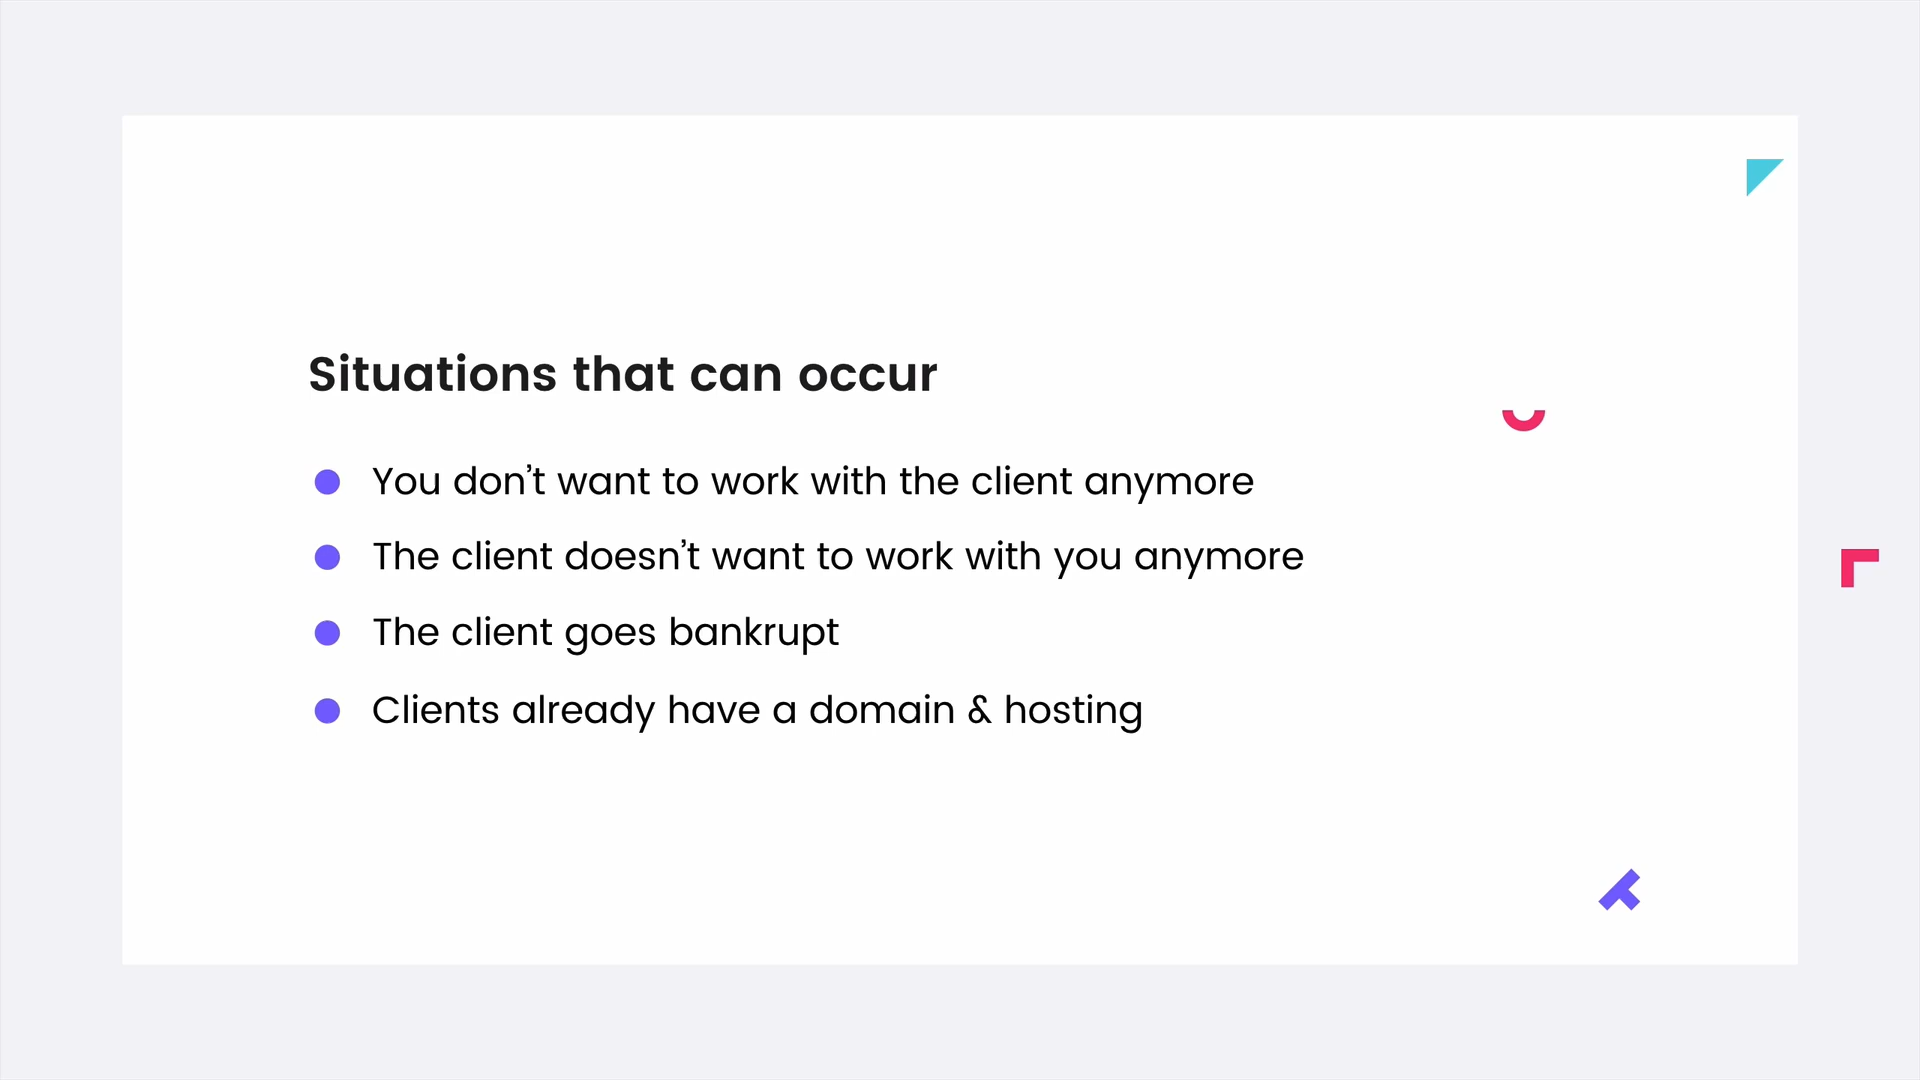 Situations that can occur
You don’t want to work with the client anymore
The client doesn’t want to work with you anymore
The client goes bankrupt
Clients already have a domain & hosting